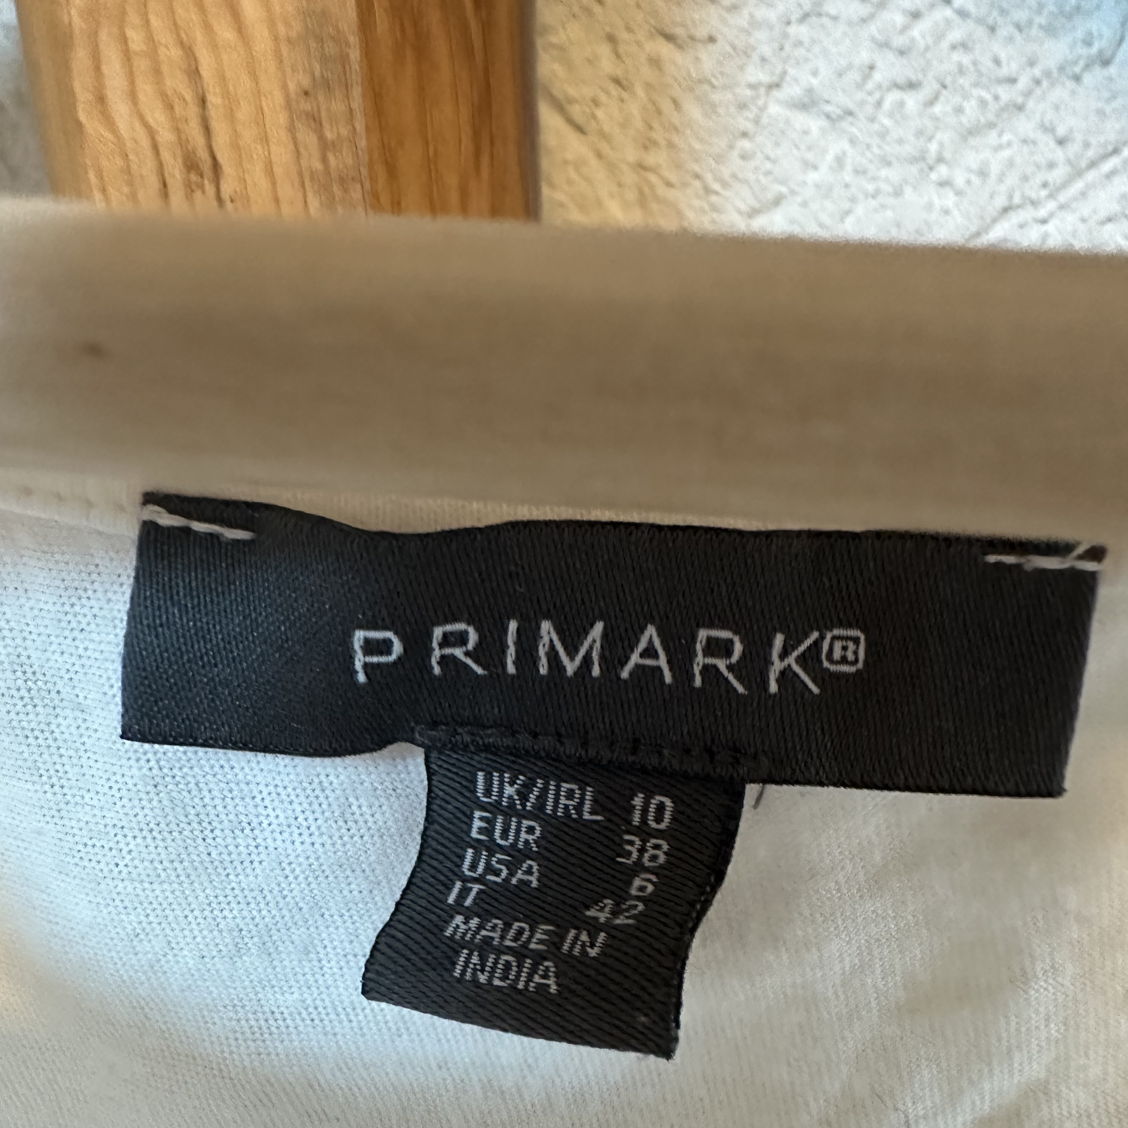 PRIMARK®
UK/IRL 10
EUR 38
USA 6
IT 42
MADE IN
INDIA